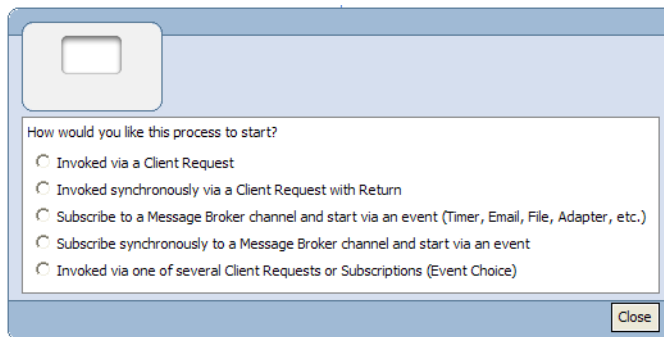 How would you like this process to start?
Invoked via a Client Request
Invoked synchronously via a Client Request with Return
Subscribe to a Message Broker channel and start via an event (Timer, Email, File, Adapter, etc.)
Subscribe synchronously to a Message Broker channel and start via an event
Invoked via one of several Client Requests or Subscriptions (Event Choice)
Close